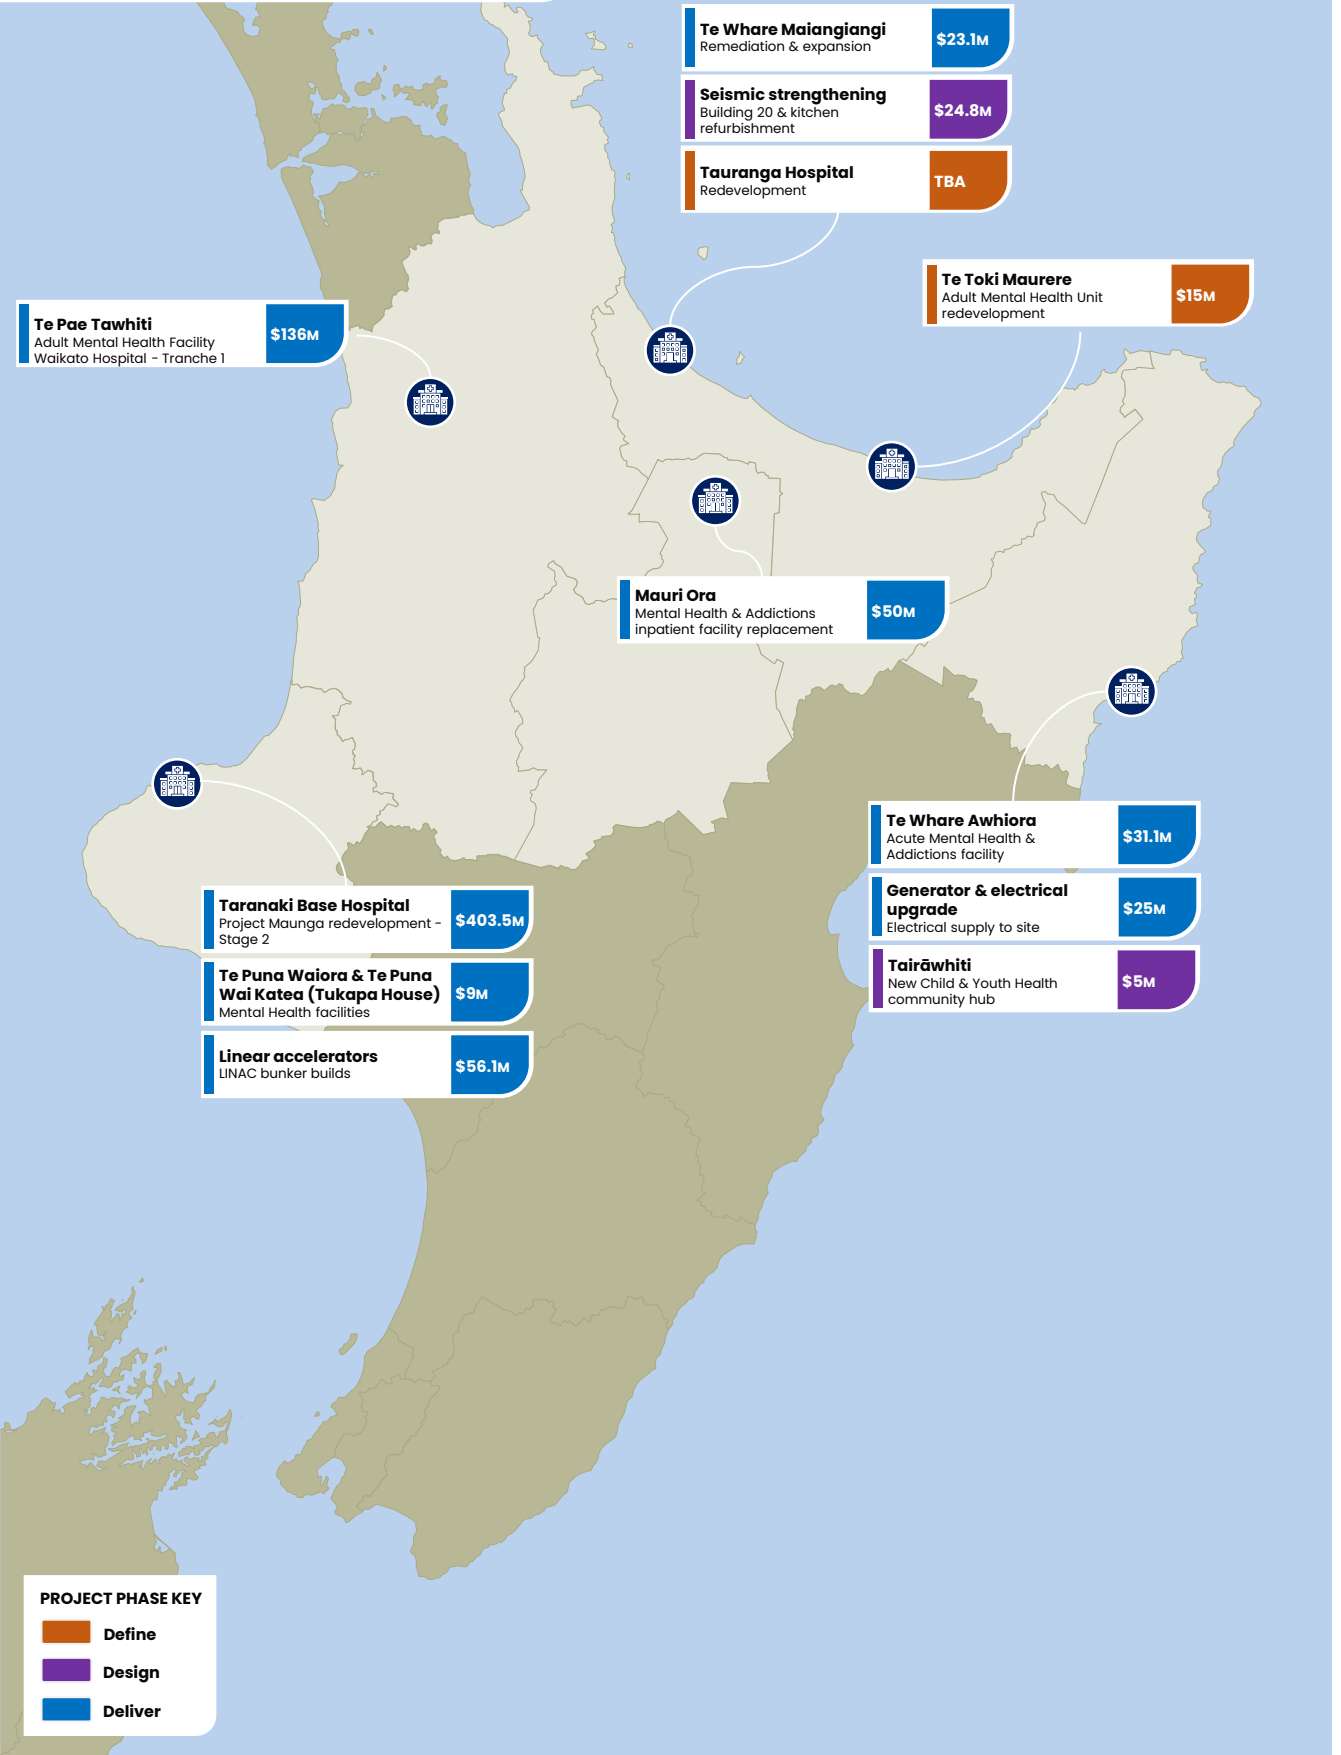 Te Whare Maiangiangi
Remediation & expansion
$23.1M
Seismic strengthening
Building 20 & kitchen
refurbishment
$24.8M
Tauranga Hospital
Redevelopment
TBA
Te Toki Maurere
Adult Mental Health Unit
redevelopment
$15M
Te Pae Tawhiti
Adult Mental Health Facility
Waikato Hospital - Tranche 1
$136M
Mauri Ora
Mental Health & Addictions
inpatient facility replacement
$50M
Te Whare Awhiora
Acute Mental Health &
Addictions facility
$31.1M
Generator & electrical
upgrade
Electrical supply to site
$25M
Tairāwhiti
New Child & Youth Health
community hub
$5M
Taranaki Base Hospital
Project Maunga redevelopment -
Stage 2
$403.5M
Te Puna Waiora & Te Puna
Wai Katea (Tukapa House)
Mental Health facilities
$9M
Linear accelerators
LINAC bunker builds
$56.1M
PROJECT PHASE KEY
Define
Design
Deliver